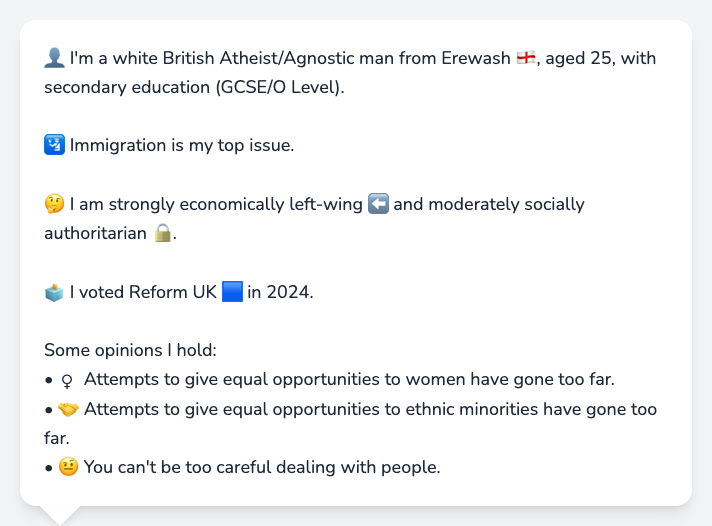 👤 I'm a white British Atheist/Agnostic man from Erewash 🏴󠁧󠁢󠁥󠁮󠁧󠁿, aged 25, with
secondary education (GCSE/O Level).
🛂 Immigration is my top issue.
🤔 I am strongly economically left-wing ⬅️ and moderately socially
authoritarian 🔒.
🗳️ I voted Reform UK 🟦 in 2024.
Some opinions I hold:
• ♀ Attempts to give equal opportunities to women have gone too far.
• 🤝 Attempts to give equal opportunities to ethnic minorities have gone too
far.
• 🤨 You can't be too careful dealing with people.